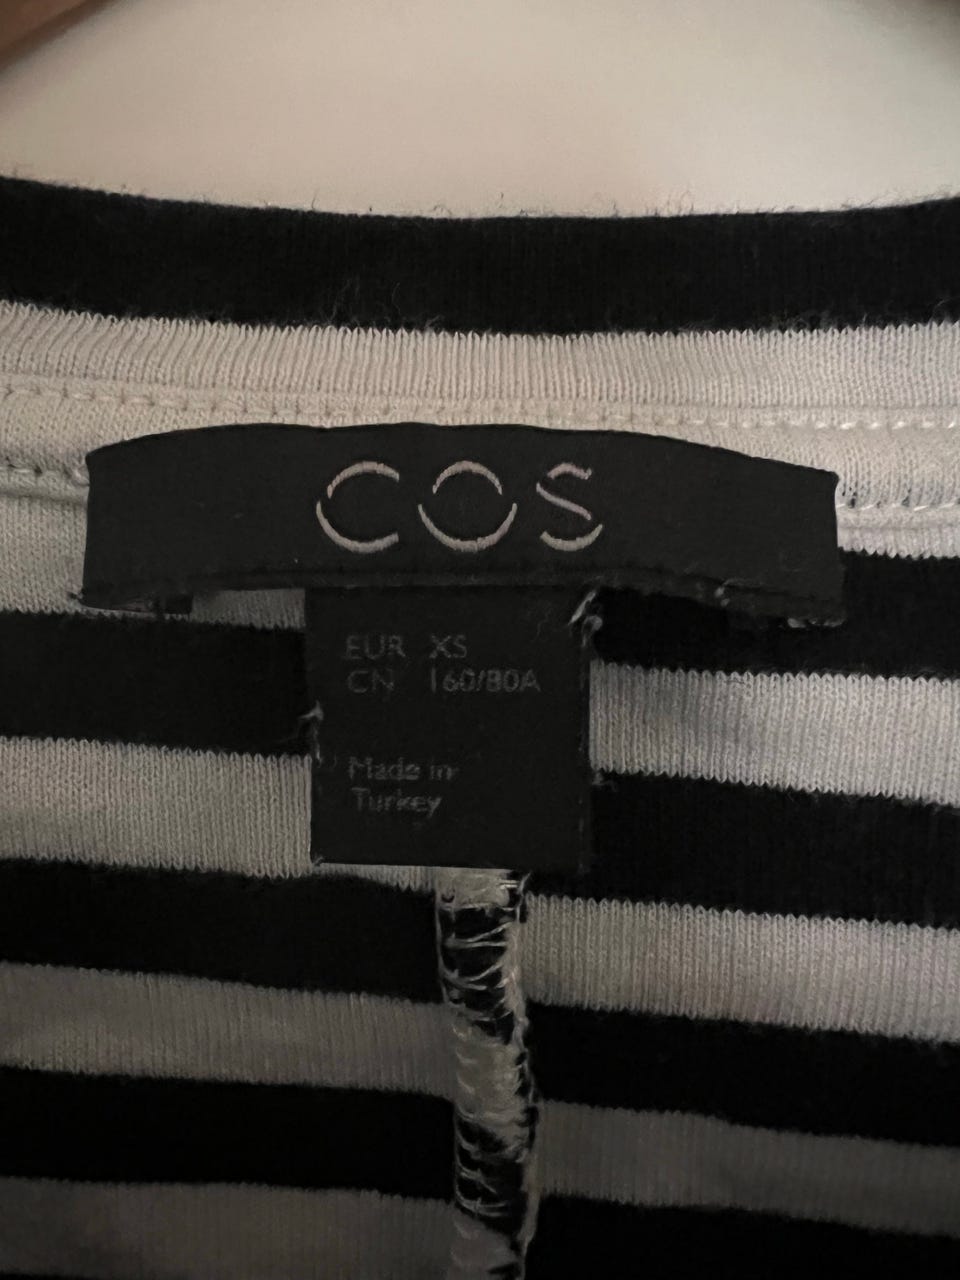 COS
EUR XS
CN 160/80A
Made in
Turkey